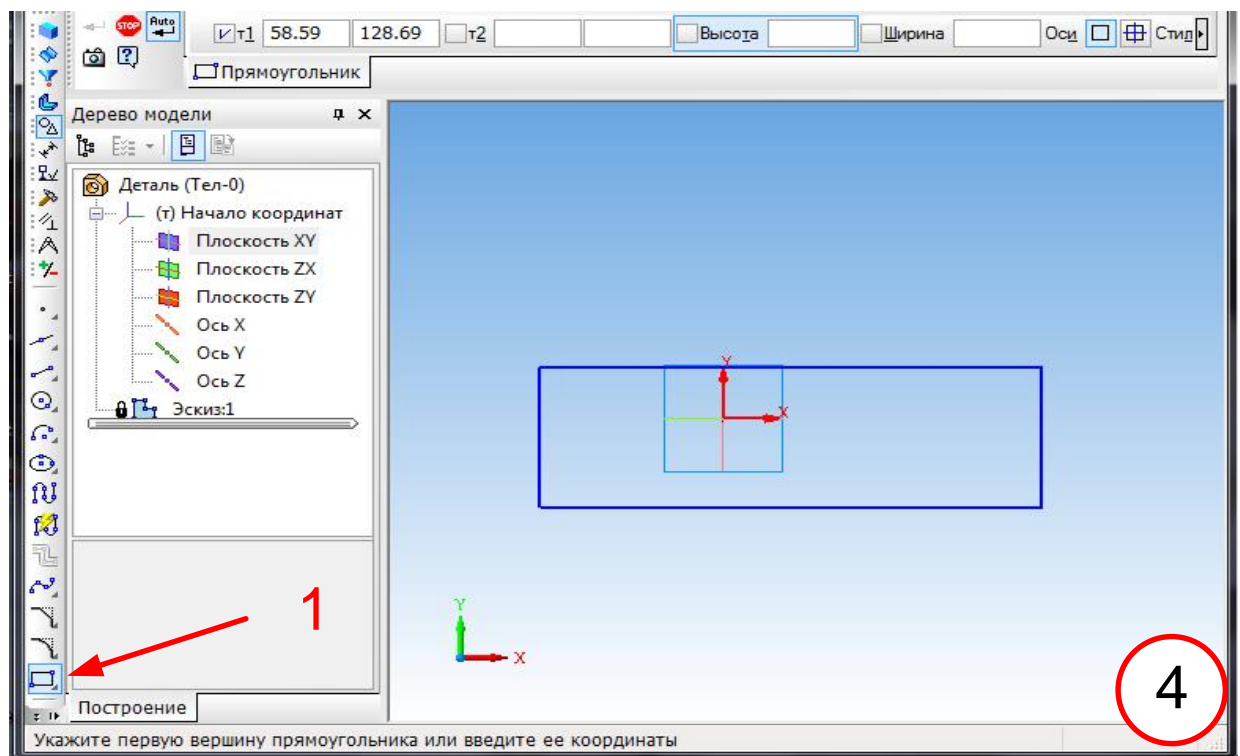 STOP Auto т1 58.59 128.69 т2 Высота Ширина Оси Стил
Прямоугольник
Дерево модели
Деталь (Тел-0)
(т) Начало координат
Плоскость XY
Плоскость ZX
Плоскость ZY
Ось X
Ось Y
Ось Z
Эскиз:1
Y
X
1
Y
X
4
Построение
Укажите первую вершину прямоугольника или введите ее координаты